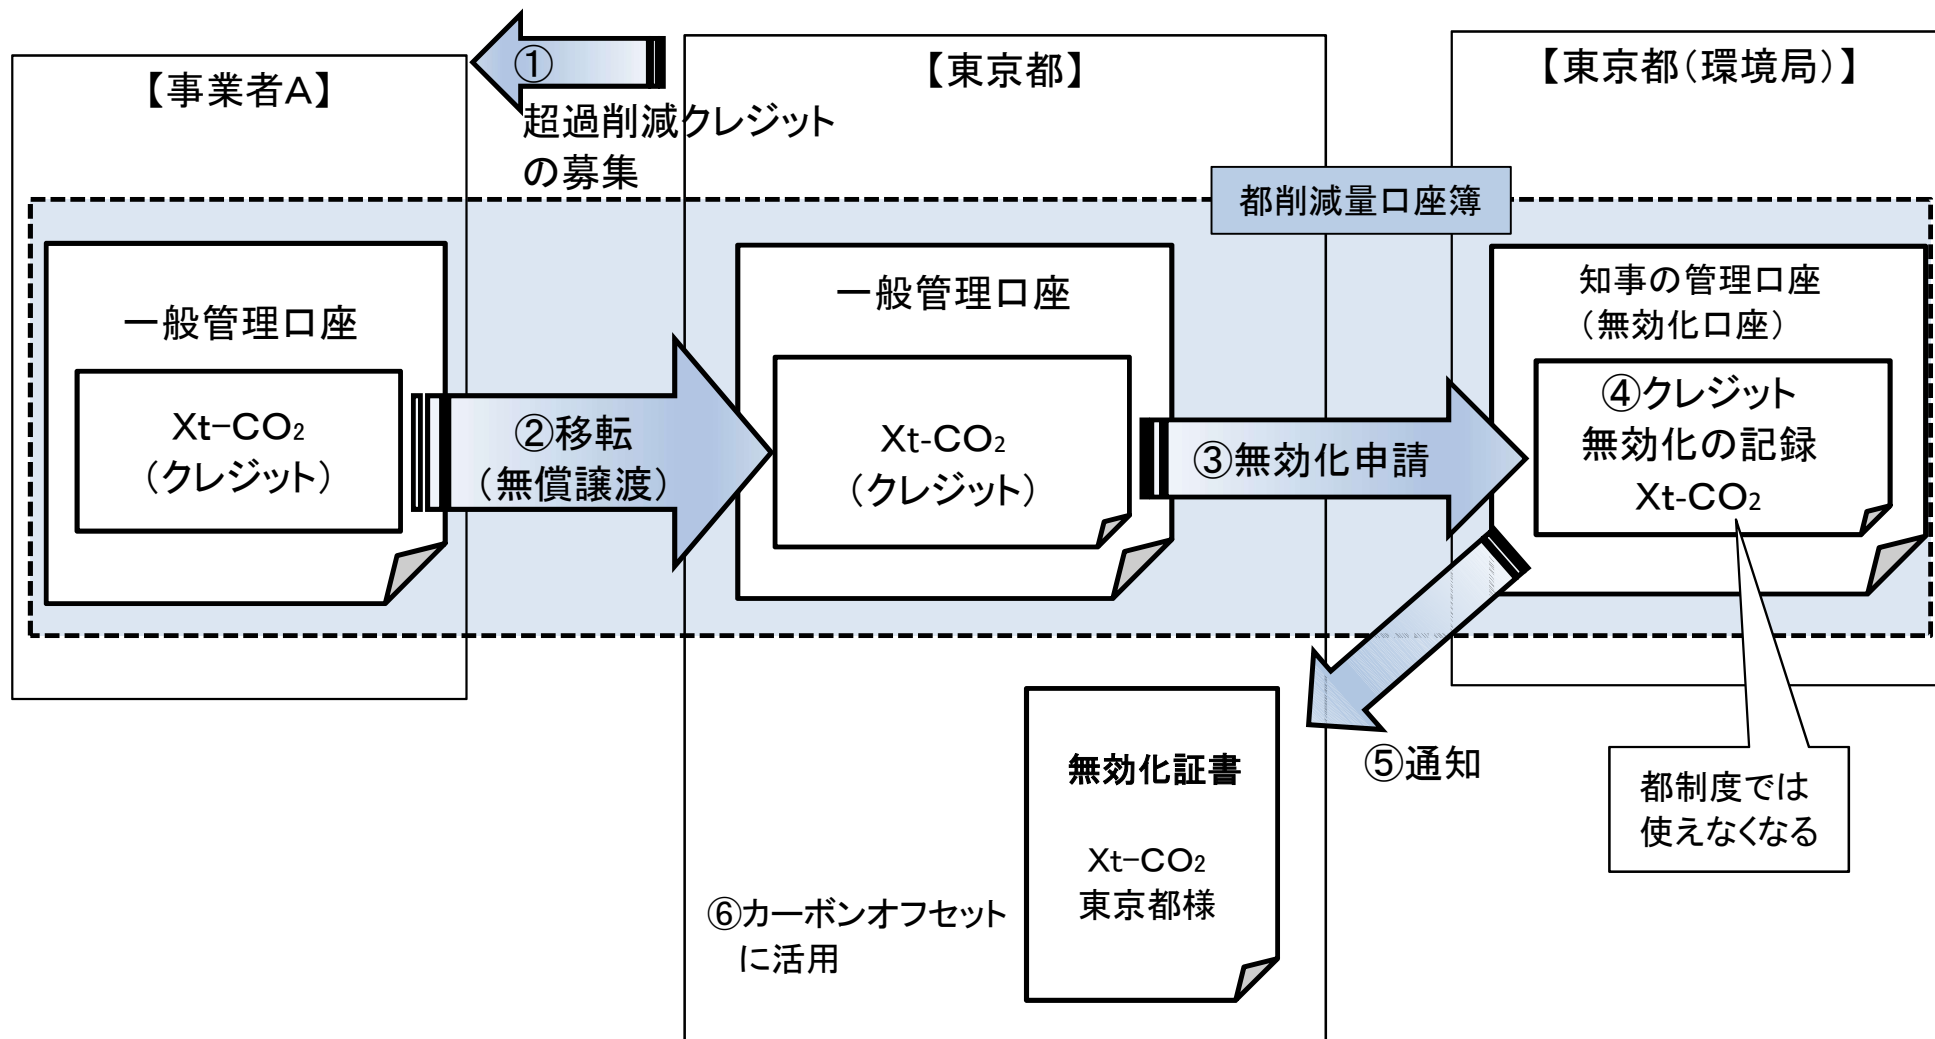 【事業者A】
①
超過削減クレジット
の募集
【東京都】
【東京都（環境局）】
都削減量口座簿
一般管理口座
Xt-CO₂
（クレジット）
②移転
（無償譲渡）
一般管理口座
Xt-CO₂
（クレジット）
③無効化申請
知事の管理口座
（無効化口座）
④クレジット
無効化の記録
Xt-CO₂
都制度では
使えなくなる
⑤通知
無効化証書
Xt-CO₂
東京都様
⑥カーボンオフセット
に活用